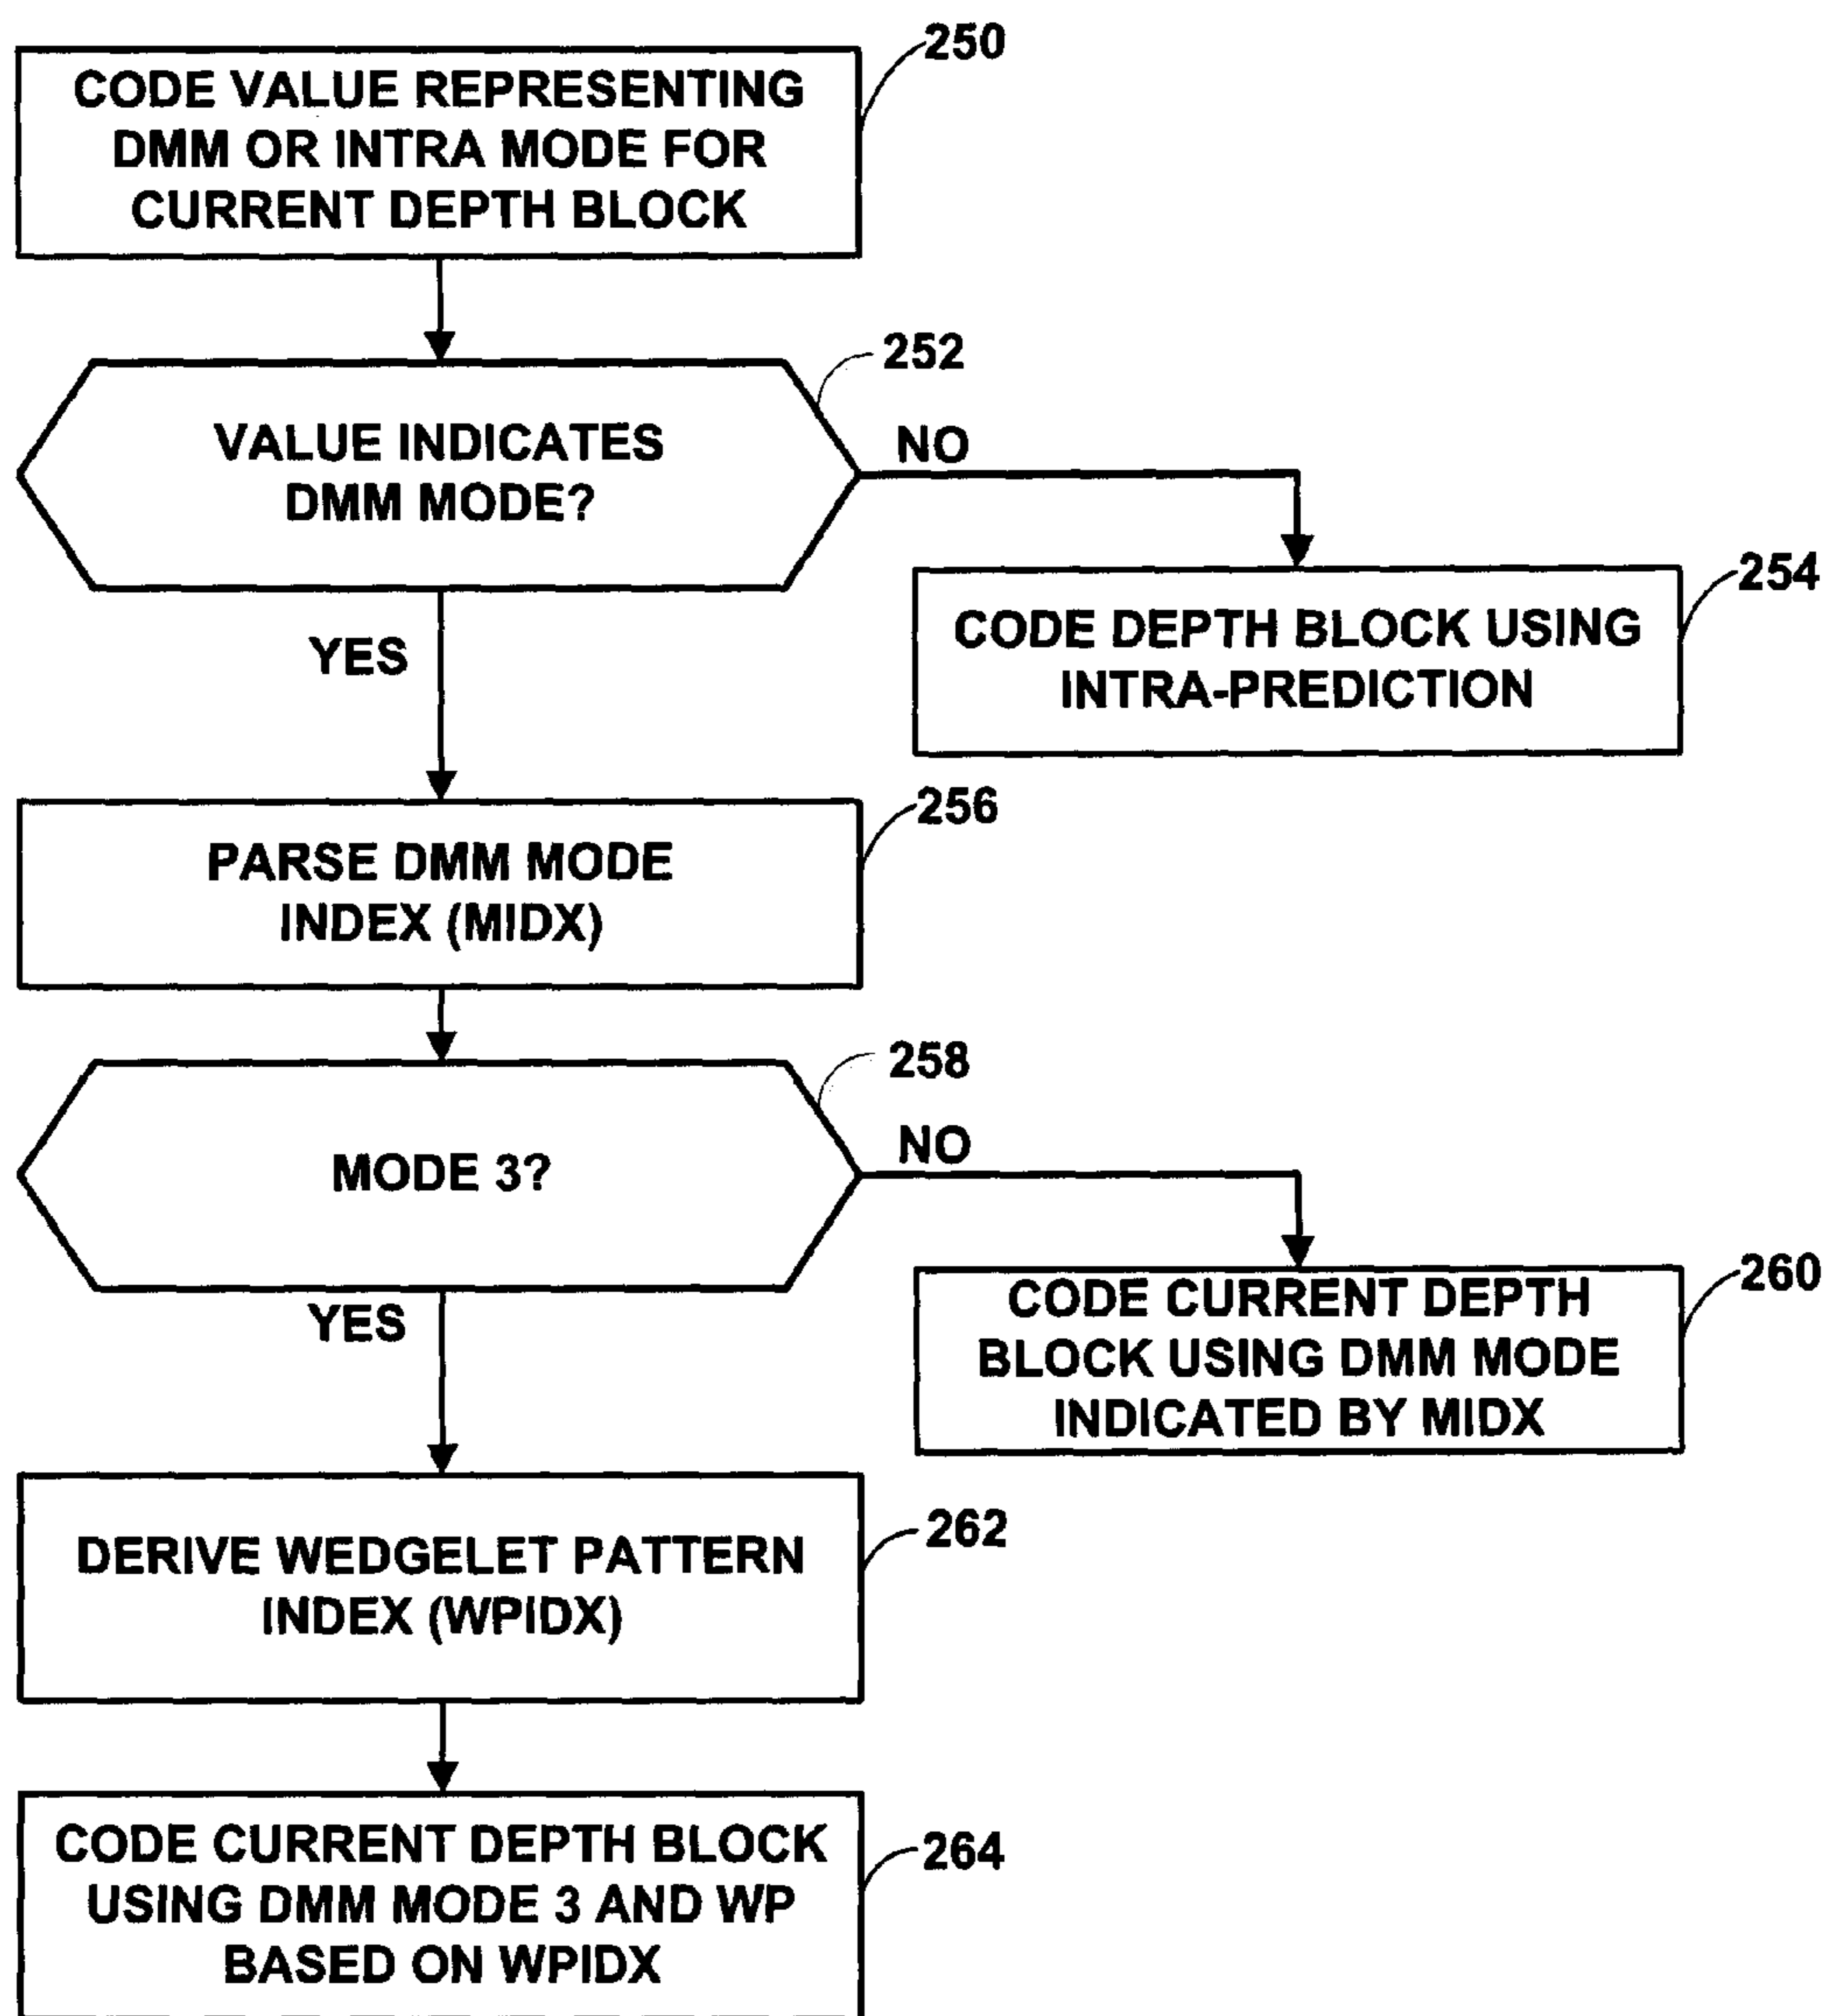 250
CODE VALUE REPRESENTING
DMM OR INTRA MODE FOR
CURRENT DEPTH BLOCK
252
VALUE INDICATES
DMM MODE?
NO
254
CODE DEPTH BLOCK USING
INTRA-PREDICTION
YES
256
PARSE DMM MODE
INDEX (MIDX)
258
MODE 3?
NO
260
CODE CURRENT DEPTH
BLOCK USING DMM MODE
INDICATED BY MIDX
YES
262
DERIVE WEDGELET PATTERN
INDEX (WPIDX)
264
CODE CURRENT DEPTH BLOCK
USING DMM MODE 3 AND WP
BASED ON WPIDX